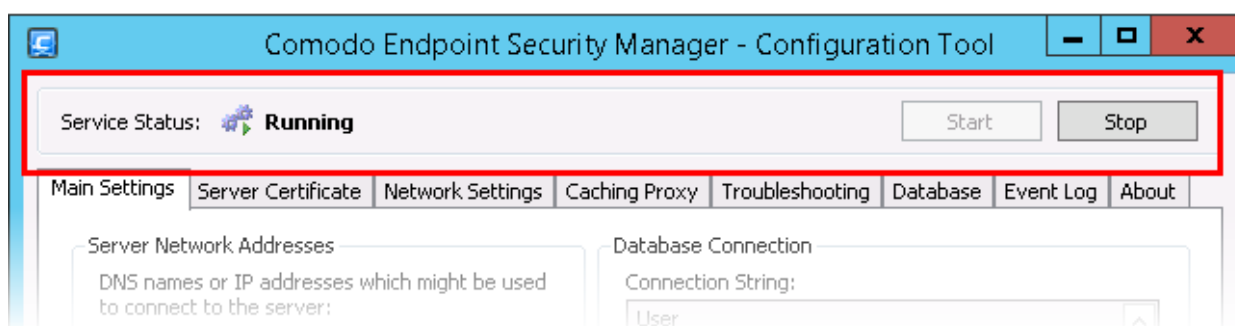 Comodo Endpoint Security Manager - Configuration Tool
Service Status: Running Start Stop
Main Settings Server Certificate Network Settings Caching Proxy Troubleshooting Database Event Log About
Server Network Addresses
DNS names or IP addresses which might be used
to connect to the server:
Database Connection
Connection String:
User